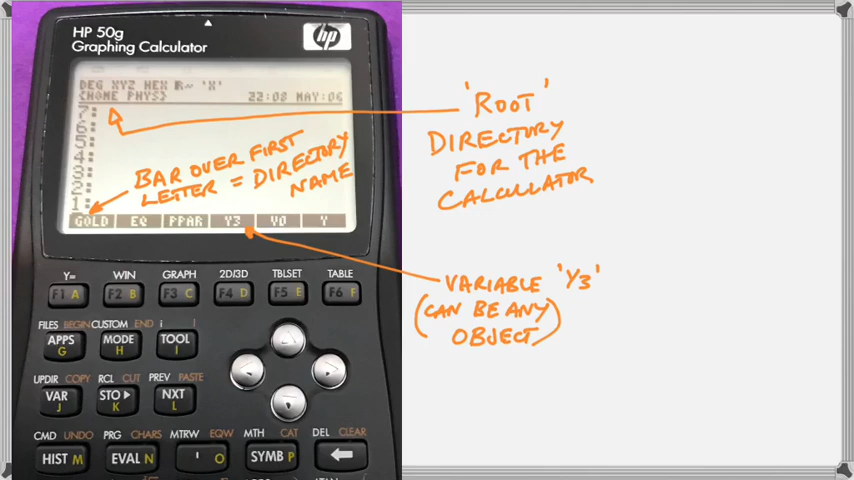 HP 50g
Graphing Calculator
hp
DEG XYZ HEX R~ 'X'
{HOME PHYS}
22:08 MAY:06
7:
6:
5:
4:
3:
2:
1:
GOLD EQ PPAR Y3 Y0 Y
BAR OVER FIRST
LETTER = DIRECTORY
NAME
'ROOT'
DIRECTORY
FOR THE
CALCULATOR
VARIABLE 'Y3'
(CAN BE ANY
OBJECT)
Y= WIN GRAPH 2D/3D TBLSET TABLE
F1 A F2 B F3 C F4 D F5 E F6 F
FILES BEGIN CUSTOM END i |
APPS MODE TOOL
G H I
UPDIR COPY RCL CUT PREV PASTE
VAR STO▶ NXT
J K L
CMD UNDO PRG CHARS MTRW EQW MTH CAT DEL CLEAR
HIST M EVAL N ' O SYMB P